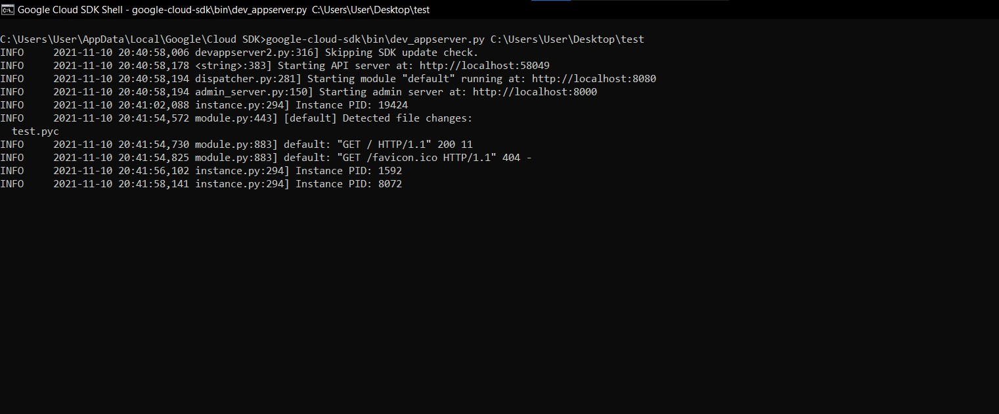 Google Cloud SDK Shell - google-cloud-sdk\bin\dev_appserver.py  C:\Users\User\Desktop\test
C:\Users\User\AppData\Local\Google\Cloud SDK>google-cloud-sdk\bin\dev_appserver.py C:\Users\User\Desktop\test
INFO     2021-11-10 20:40:58,006 devappserver2.py:316] Skipping SDK update check.
INFO     2021-11-10 20:40:58,178 <string>:383] Starting API server at: http://localhost:58049
INFO     2021-11-10 20:40:58,194 dispatcher.py:281] Starting module "default" running at: http://localhost:8080
INFO     2021-11-10 20:40:58,194 admin_server.py:150] Starting admin server at: http://localhost:8000
INFO     2021-11-10 20:41:02,088 instance.py:294] Instance PID: 19424
INFO     2021-11-10 20:41:54,572 module.py:443] [default] Detected file changes:
  test.pyc
INFO     2021-11-10 20:41:54,730 module.py:883] default: "GET / HTTP/1.1" 200 11
INFO     2021-11-10 20:41:54,825 module.py:883] default: "GET /favicon.ico HTTP/1.1" 404 -
INFO     2021-11-10 20:41:56,102 instance.py:294] Instance PID: 1592
INFO     2021-11-10 20:41:58,141 instance.py:294] Instance PID: 8072